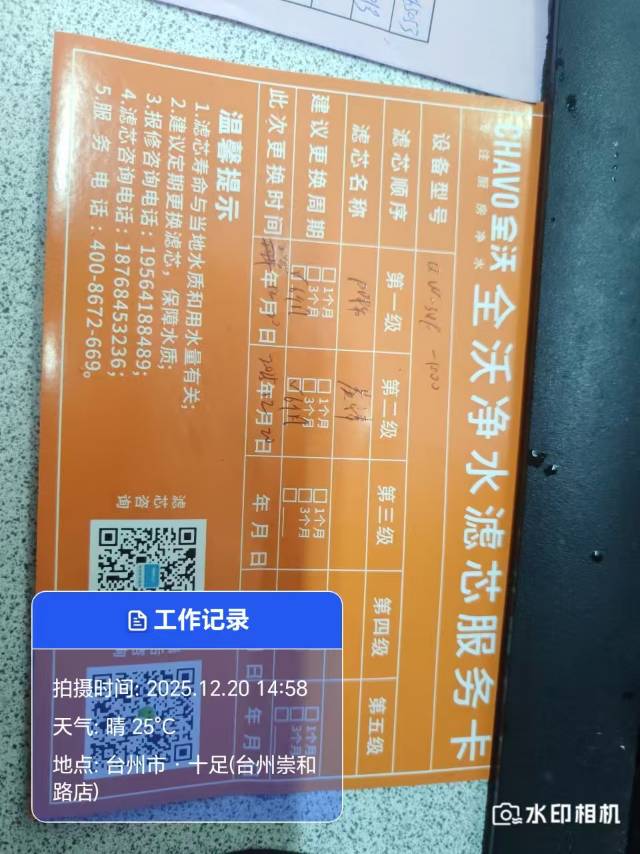 CHAVO 全沃
注厨房净水
全沃净水滤芯服务卡
设备型号
滤芯顺序 第一级 第二级 第三级 第四级 第五级
滤芯名称
建议更换周期
1个月 1个月 1个月 1个月
3个月 3个月 3个月 3个月
此次更换时间 年 月 日 年 月 日 年 月 日 日 年 月
温馨提示
1.滤芯寿命与当地水质和用水量有关;
2.建议定期更换滤芯,保障水质;
3.报修咨询电话:19564188489;
4.滤芯咨询电话:18768453236;
5.服务电话:400-8672-669。
滤芯咨询
工作记录
拍摄时间: 2025.12.20 14:58
天气: 晴 25℃
地点: 台州市·十足(台州崇和
路店)
水印相机